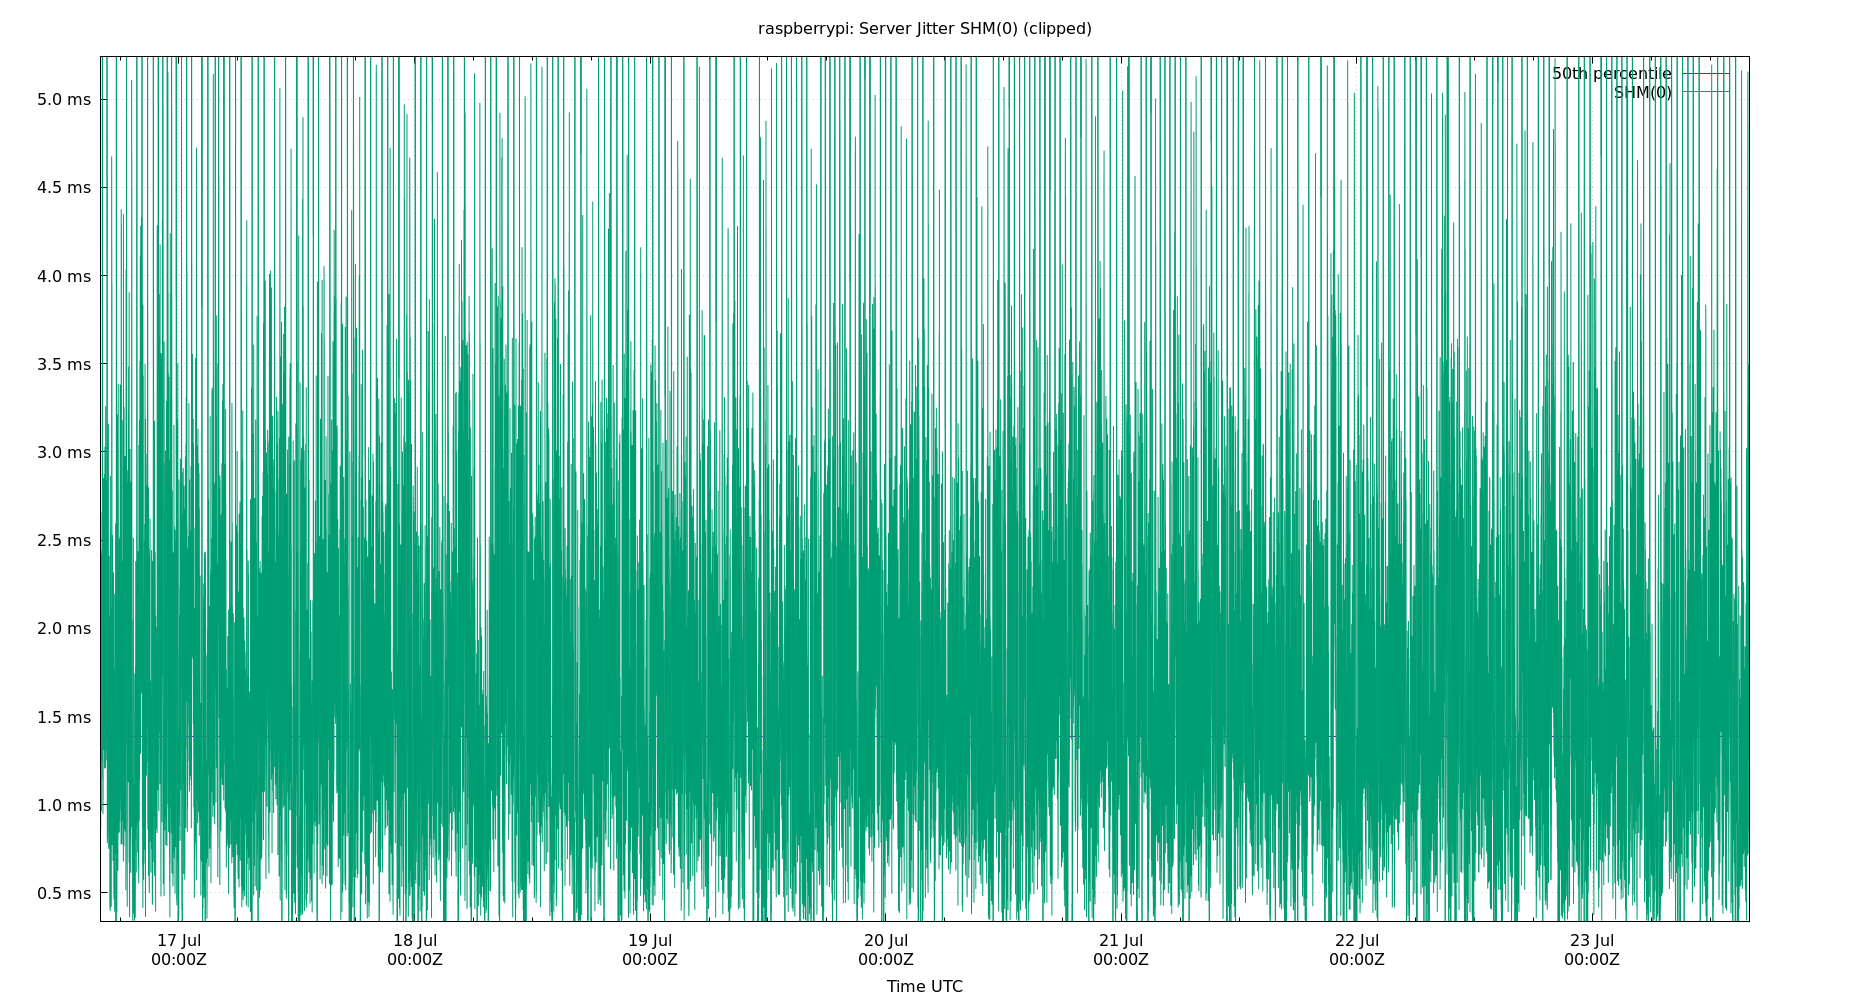 raspberrypi: Server Jitter SHM(0) (clipped)
50th percentile
SHM(0)
5.0 ms
4.5 ms
4.0 ms
3.5 ms
3.0 ms
2.5 ms
2.0 ms
1.5 ms
1.0 ms
0.5 ms
17 Jul 18 Jul 19 Jul 20 Jul 21 Jul 22 Jul 23 Jul
00:00Z 00:00Z 00:00Z 00:00Z 00:00Z 00:00Z 00:00Z
Time UTC